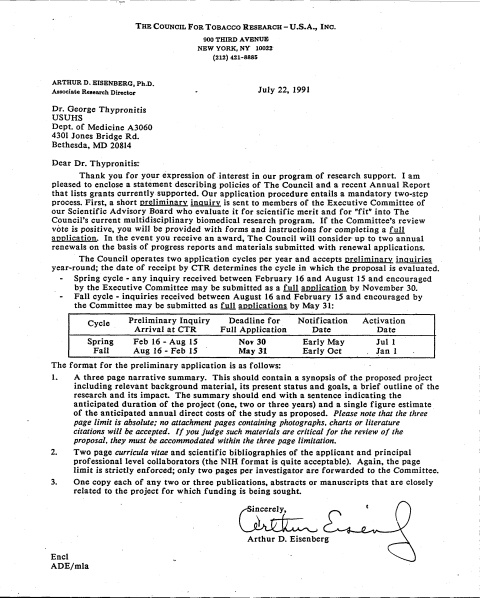 THE COUNCIL FOR TOBACCO RESEARCH – U.S.A., INC.
900 THIRD AVENUE
NEW YORK, NY 10022
(212) 421-8885
ARTHUR D. EISENBERG, Ph.D.
Associate Research Director
July 22, 1991
Dr. George Thypronitis
USUHS
Dept. of Medicine A3060
4301 Jones Bridge Rd.
Bethesda, MD 20814
Dear Dr. Thypronitis:
Thank you for your expression of interest in our program of research support. I am
pleased to enclose a statement describing policies of The Council and a recent Annual Report
that lists grants currently supported. Our application procedure entails a mandatory two-step
process. First, a short preliminary inquiry is sent to members of the Executive Committee of
our Scientific Advisory Board who evaluate it for scientific merit and for "fit" into The
Council's current multidisciplinary biomedical research program. If the Committee's review
vote is positive, you will be provided with forms and instructions for completing a full
application. In the event you receive an award, The Council will consider up to two annual
renewals on the basis of progress reports and materials submitted with renewal applications.
The Council operates two application cycles per year and accepts preliminary inquiries
year-round; the date of receipt by CTR determines the cycle in which the proposal is evaluated.
- Spring cycle - any inquiry received between February 16 and August 15 and encouraged
by the Executive Committee may be submitted as a full application by November 30.
- Fall cycle - inquiries received between August 16 and February 15 and encouraged by
the Committee may be submitted as full applications by May 31:
Cycle Preliminary Inquiry Arrival at CTR Deadline for Full Application Notification Date Activation Date
Spring Feb 16 - Aug 15 Nov 30 Early May Jul 1
Fall Aug 16 - Feb 15 May 31 Early Oct Jan 1
The format for the preliminary application is as follows:
1. A three page narrative summary. This should contain a synopsis of the proposed project
including relevant background material, its present status and goals, a brief outline of the
research and its impact. The summary should end with a sentence indicating the
anticipated duration of the project (one, two or three years) and a single figure estimate
of the anticipated annual direct costs of the study as proposed. Please note that the three
page limit is absolute; no attachment pages containing photographs, charts or literature
citations will be accepted. If you judge such materials are critical for the review of the
proposal, they must be accommodated within the three page limitation.
2. Two page curricula vitae and scientific bibliographies of the applicant and principal
professional level collaborators (the NIH format is quite acceptable). Again, the page
limit is strictly enforced; only two pages per investigator are forwarded to the Committee.
3. One copy each of any two or three publications, abstracts or manuscripts that are closely
related to the project for which funding is being sought.
Sincerely,
Arthur Eisenberg
Arthur D. Eisenberg
Encl
ADE/mla